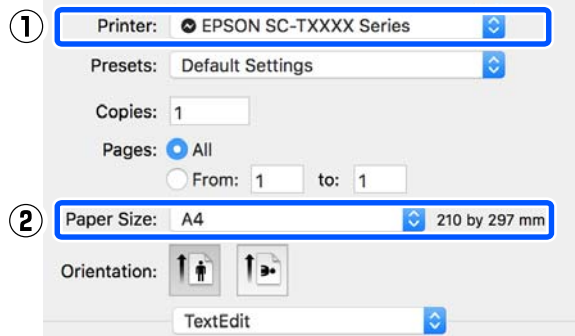 ① Printer: EPSON SC-TXXXX Series
Presets: Default Settings
Copies: 1
Pages: All
From: 1 to: 1
② Paper Size: A4 210 by 297 mm
Orientation:
TextEdit